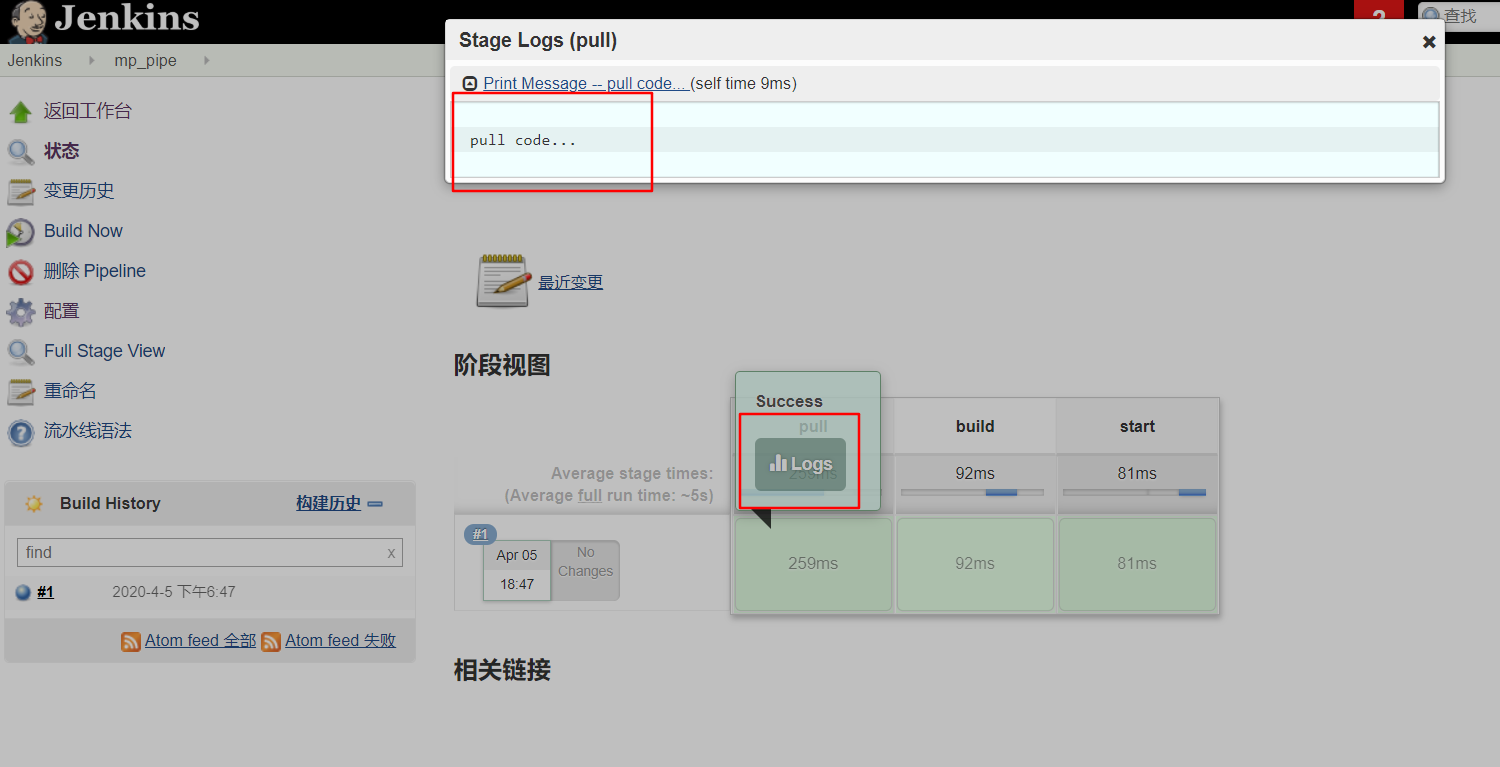 Jenkins
2
查找
Jenkins
mp_pipe
Stage Logs (pull)
Print Message -- pull code... (self time 9ms)
pull code...
返回工作台
状态
变更历史
Build Now
删除 Pipeline
配置
Full Stage View
重命名
流水线语法
Build History
构建历史
find
x
#1
2020-4-5 下午6:47
Atom feed 全部
Atom feed 失败
最近变更
阶段视图
Success
pull
build
start
Logs
Average stage times:
(Average full run time: ~5s)
259ms
92ms
81ms
#1
Apr 05
18:47
No
Changes
259ms
92ms
81ms
相关链接